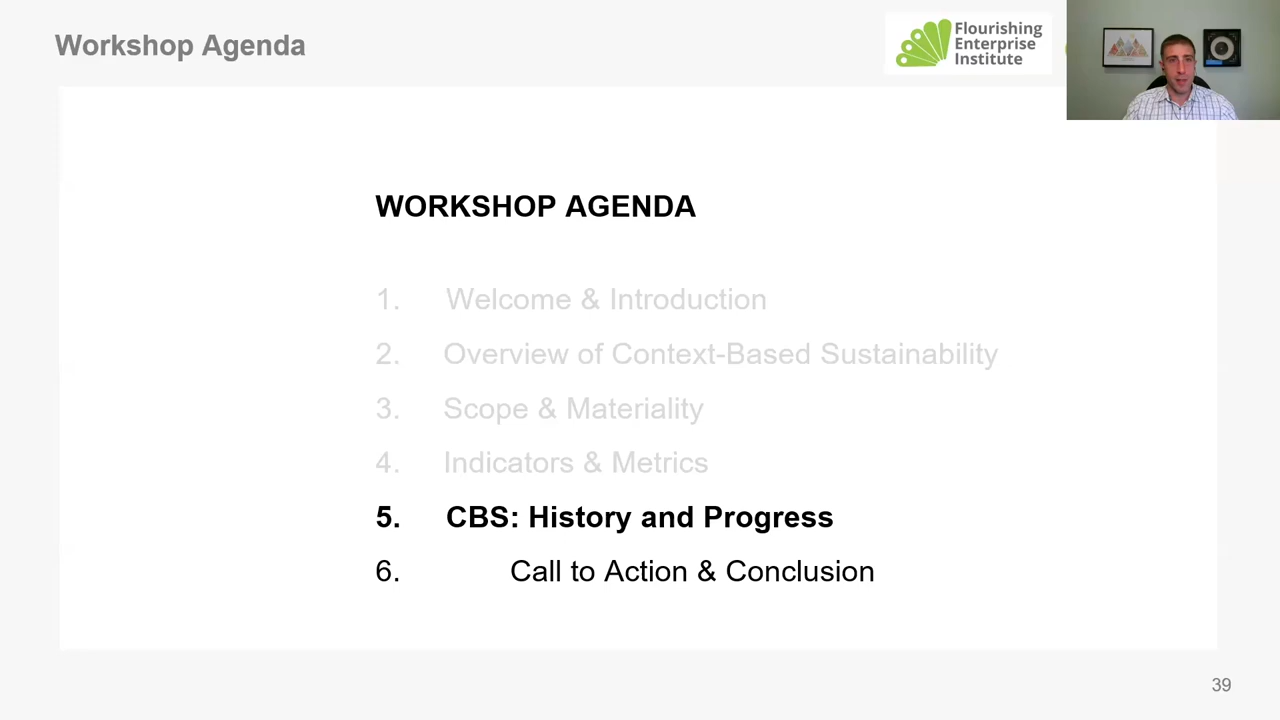 Workshop Agenda
Flourishing
Enterprise
Institute
WORKSHOP AGENDA
1. Welcome & Introduction
2. Overview of Context-Based Sustainability
3. Scope & Materiality
4. Indicators & Metrics
5. CBS: History and Progress
6. Call to Action & Conclusion
39